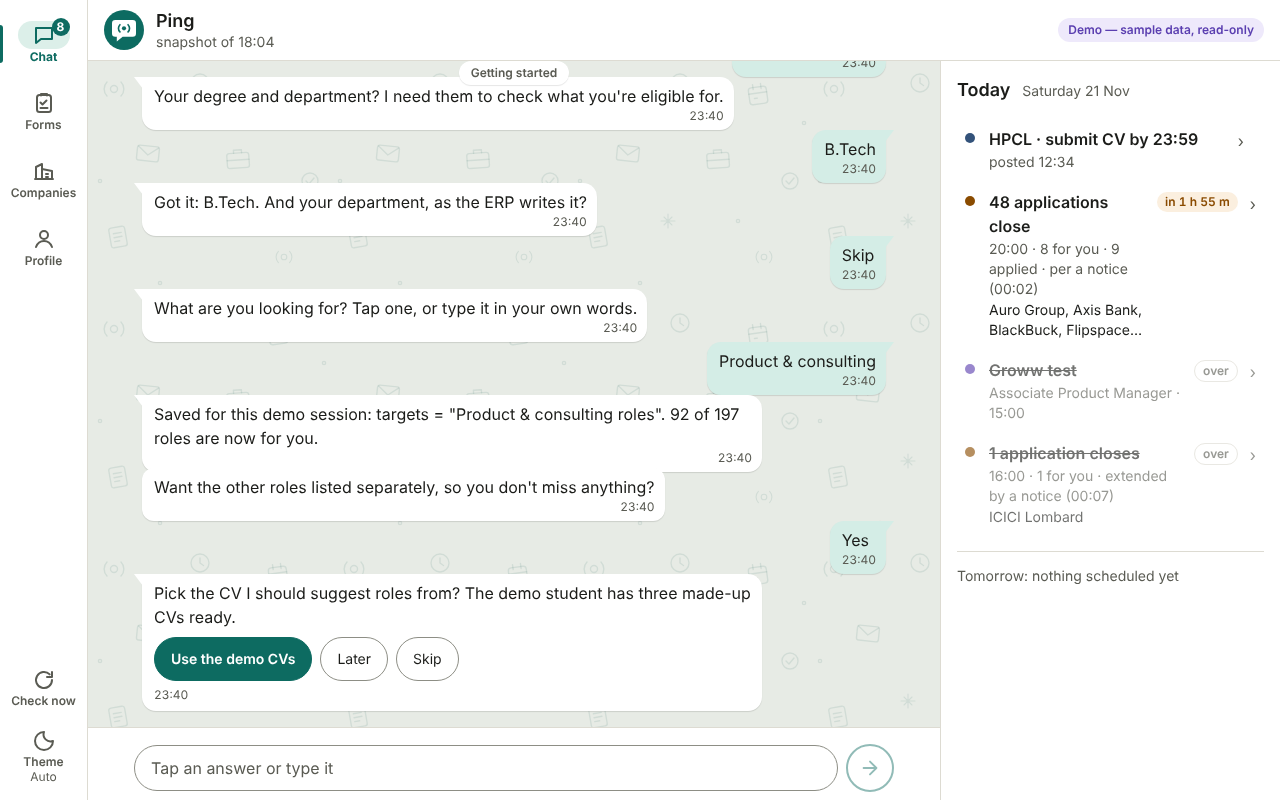 8
Chat
Forms
Companies
Profile
Check now
Theme
Auto
Ping
snapshot of 18:04
Demo — sample data, read-only
23:40
Getting started
Your degree and department? I need them to check what you're eligible for.
23:40
B.Tech
23:40
Got it: B.Tech. And your department, as the ERP writes it?
23:40
Skip
23:40
What are you looking for? Tap one, or type it in your own words.
23:40
Product & consulting
23:40
Saved for this demo session: targets = "Product & consulting roles". 92 of 197
roles are now for you.
23:40
Want the other roles listed separately, so you don't miss anything?
23:40
Yes
23:40
Pick the CV I should suggest roles from? The demo student has three made-up
CVs ready.
Use the demo CVs Later Skip
23:40
Tap an answer or type it
Today Saturday 21 Nov
HPCL · submit CV by 23:59
posted 12:34
48 applications in 1 h 55 m
close
20:00 · 8 for you · 9
applied · per a notice
(00:02)
Auro Group, Axis Bank,
BlackBuck, Flipspace…
Groww test over
Associate Product Manager ·
15:00
1 application closes over
16:00 · 1 for you · extended
by a notice (00:07)
ICICI Lombard
Tomorrow: nothing scheduled yet